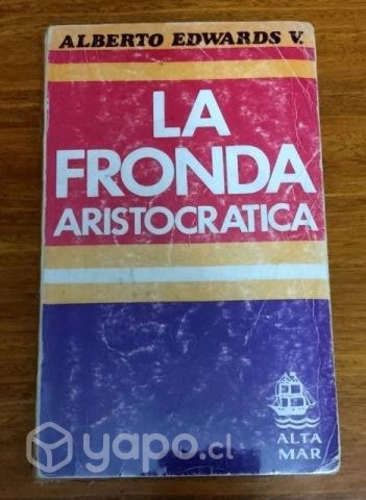 ALBERTO EDWARDS V.
LA
FRONDA
ARISTOCRATICA
ALTA
MAR
yapo.cl